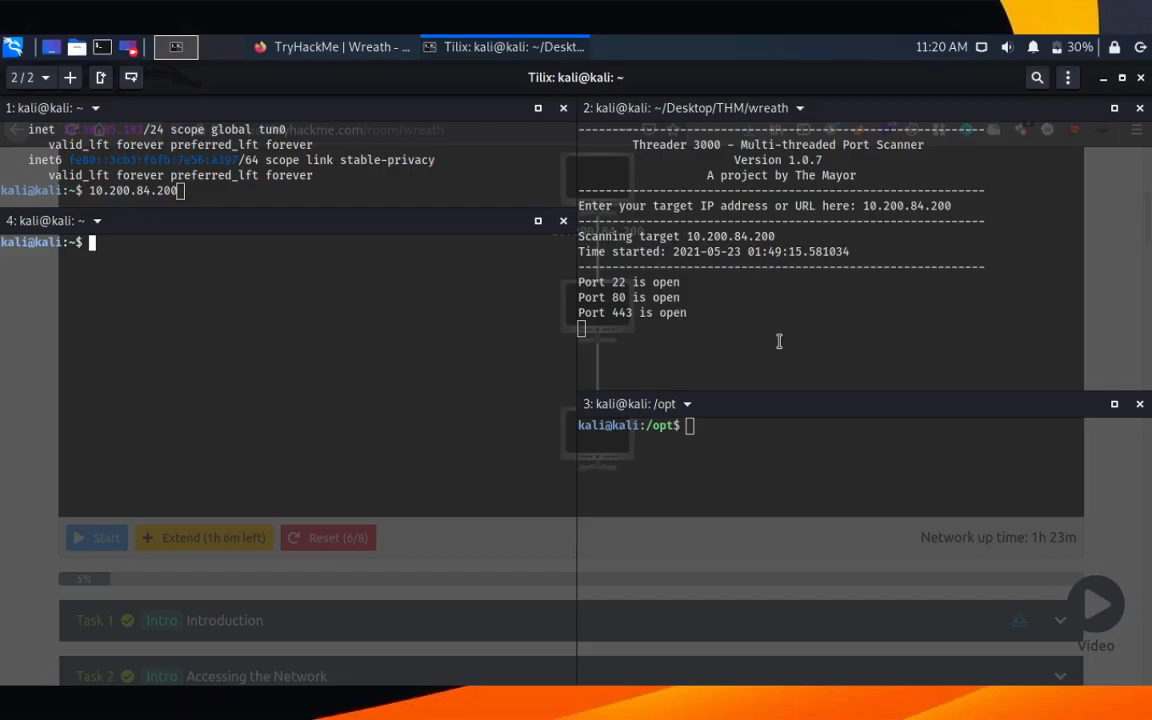 TryHackMe | Wreath - ...
Tilix: kali@kali: ~/Deskt...
11:20 AM
30%
2/2
Tilix: kali@kali: ~
1: kali@kali: ~
inet /24 scope global tun0
valid_lft forever preferred_lft forever
inet6 fe80::3cb3:f6fb:7e56:a397/64 scope link stable-privacy
valid_lft forever preferred_lft forever
kali@kali:~$ 10.200.84.200
4: kali@kali: ~
kali@kali:~$
2: kali@kali: ~/Desktop/THM/wreath
------------------------------------------------------------
Threader 3000 - Multi-threaded Port Scanner
Version 1.0.7
A project by The Mayor
------------------------------------------------------------
Enter your target IP address or URL here: 10.200.84.200
------------------------------------------------------------
Scanning target 10.200.84.200
Time started: 2021-05-23 01:49:15.581034
------------------------------------------------------------
Port 22 is open
Port 80 is open
Port 443 is open
3: kali@kali: /opt
kali@kali:/opt$
Start
Extend (1h 6m left)
Reset (6/8)
Network up time: 1h 23m
5%
Task 1 Intro Introduction
Video
Task 2 Intro Accessing the Network